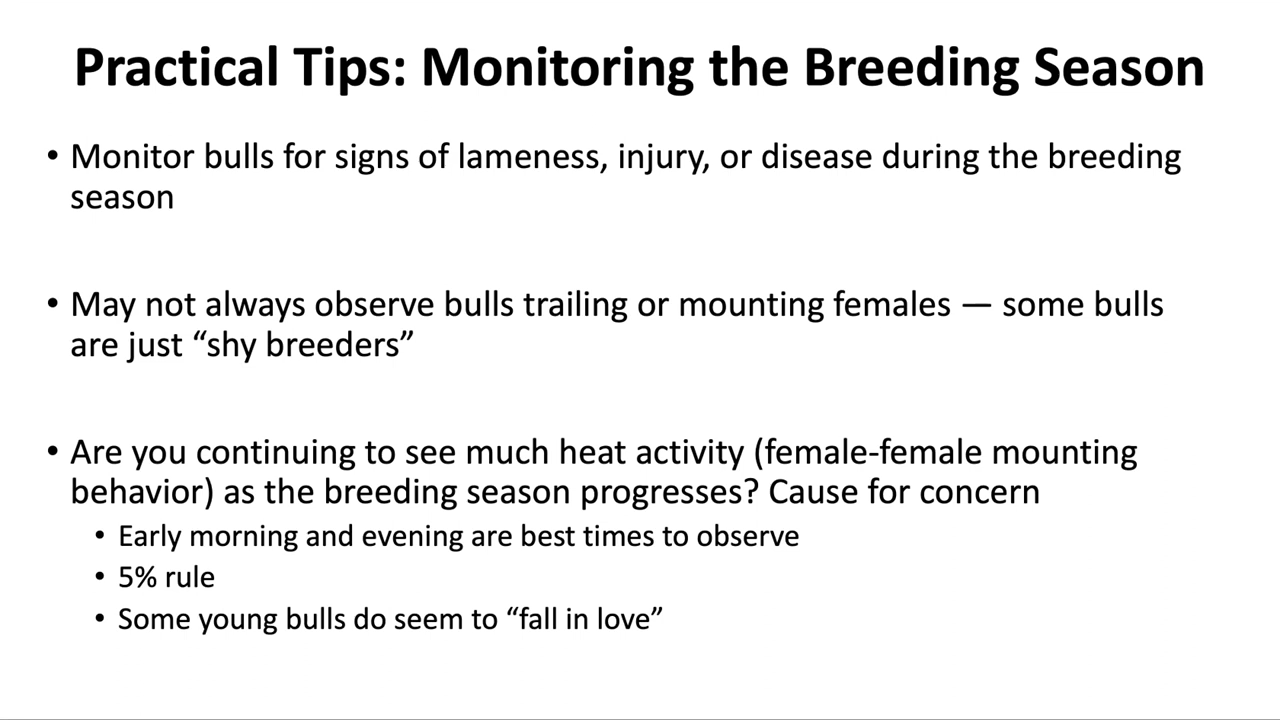 Practical Tips: Monitoring the Breeding Season
• Monitor bulls for signs of lameness, injury, or disease during the breeding
season
• May not always observe bulls trailing or mounting females — some bulls
are just “shy breeders”
• Are you continuing to see much heat activity (female-female mounting
behavior) as the breeding season progresses? Cause for concern
• Early morning and evening are best times to observe
• 5% rule
• Some young bulls do seem to “fall in love”